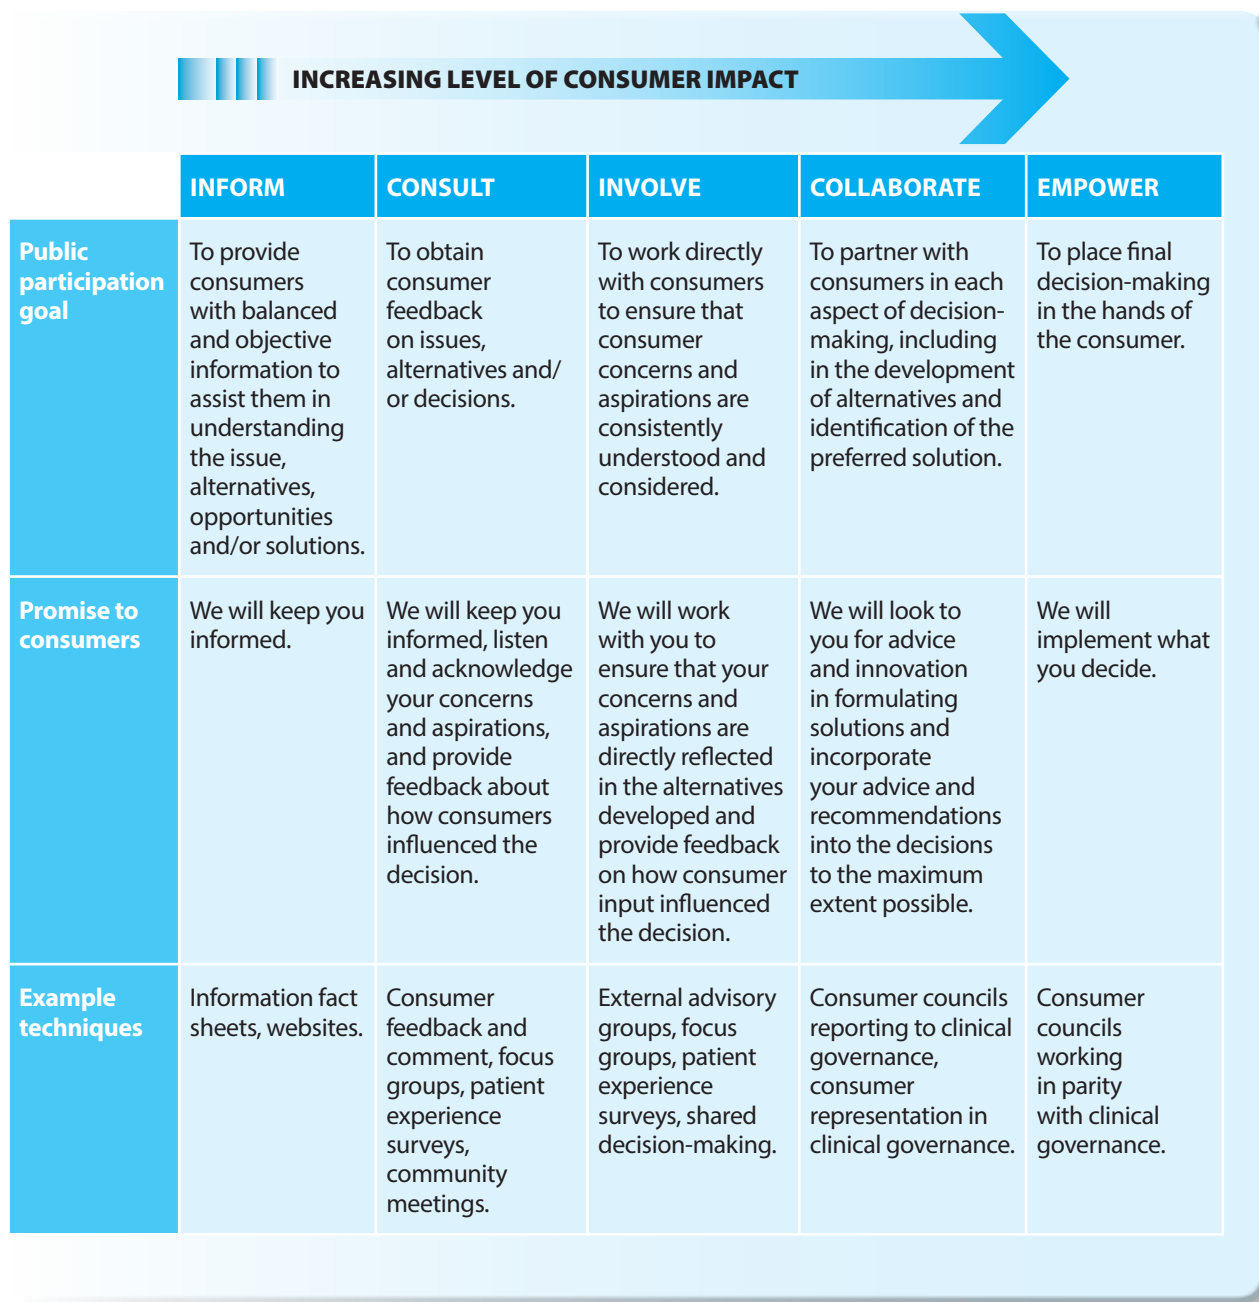 INCREASING LEVEL OF CONSUMER IMPACT
INFORM
CONSULT
INVOLVE
COLLABORATE
EMPOWER
Public
participation
goal
To provide
consumers
with balanced
and objective
information to
assist them in
understanding
the issue,
alternatives,
opportunities
and/or solutions.
To obtain
consumer
feedback
on issues,
alternatives and/
or decisions.
To work directly
with consumers
to ensure that
consumer
concerns and
aspirations are
consistently
understood and
considered.
To partner with
consumers in each
aspect of decision-
making, including
in the development
of alternatives and
identification of the
preferred solution.
To place final
decision-making
in the hands of
the consumer.
Promise to
consumers
We will keep you
informed.
We will keep you
informed, listen
and acknowledge
your concerns
and aspirations,
and provide
feedback about
how consumers
influenced the
decision.
We will work
with you to
ensure that your
concerns and
aspirations are
directly reflected
in the alternatives
developed and
provide feedback
on how consumer
input influenced
the decision.
We will look to
you for advice
and innovation
in formulating
solutions and
incorporate
your advice and
recommendations
into the decisions
to the maximum
extent possible.
We will
implement what
you decide.
Example
techniques
Information fact
sheets, websites.
Consumer
feedback and
comment, focus
groups, patient
experience
surveys,
community
meetings.
External advisory
groups, focus
groups, patient
experience
surveys, shared
decision-making.
Consumer councils
reporting to clinical
governance,
consumer
representation in
clinical governance.
Consumer
councils
working
in parity
with clinical
governance.